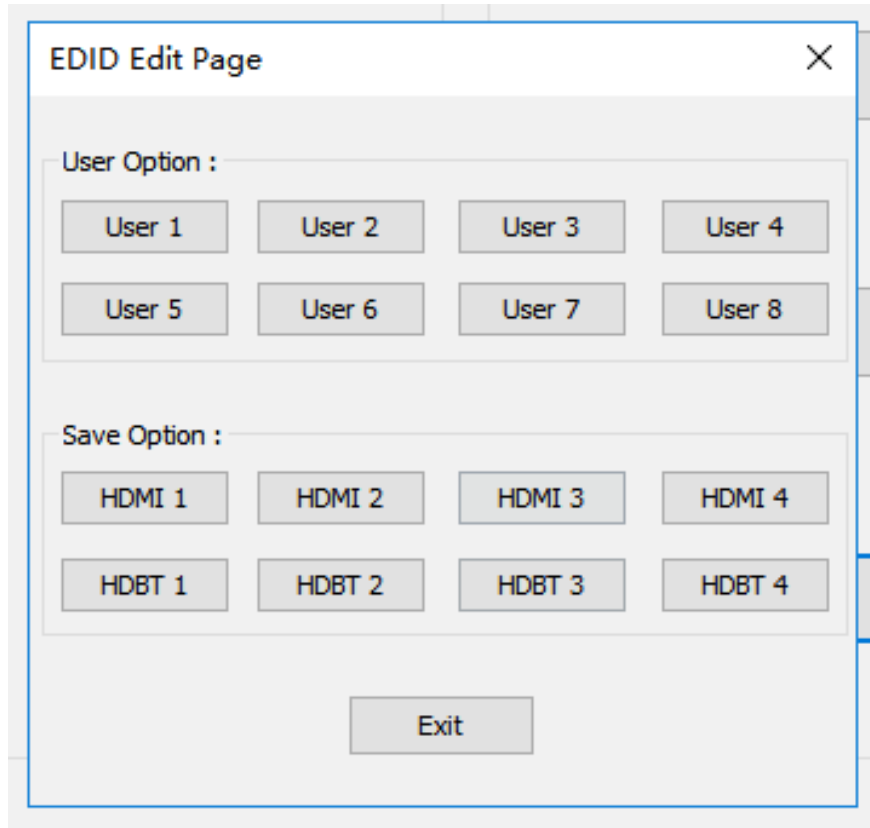 EDID Edit Page
User Option :
User 1 User 2 User 3 User 4
User 5 User 6 User 7 User 8
Save Option :
HDMI 1 HDMI 2 HDMI 3 HDMI 4
HDBT 1 HDBT 2 HDBT 3 HDBT 4
Exit